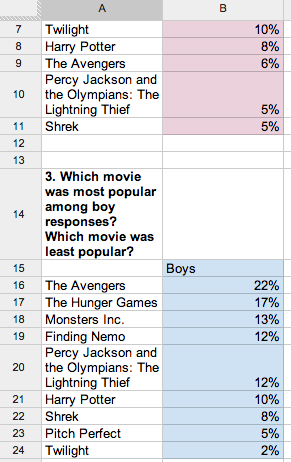 A B
7 Twilight 10%
8 Harry Potter 8%
9 The Avengers 6%
Percy Jackson and
10 the Olympians: The
Lightning Thief 5%
11 Shrek 5%
12
13
3. Which movie
was most popular
among boy
14 responses?
Which movie was
least popular?
15 Boys
16 The Avengers 22%
17 The Hunger Games 17%
18 Monsters Inc. 13%
19 Finding Nemo 12%
Percy Jackson and
20 the Olympians: The
Lightning Thief 12%
21 Harry Potter 10%
22 Shrek 8%
23 Pitch Perfect 5%
24 Twilight 2%